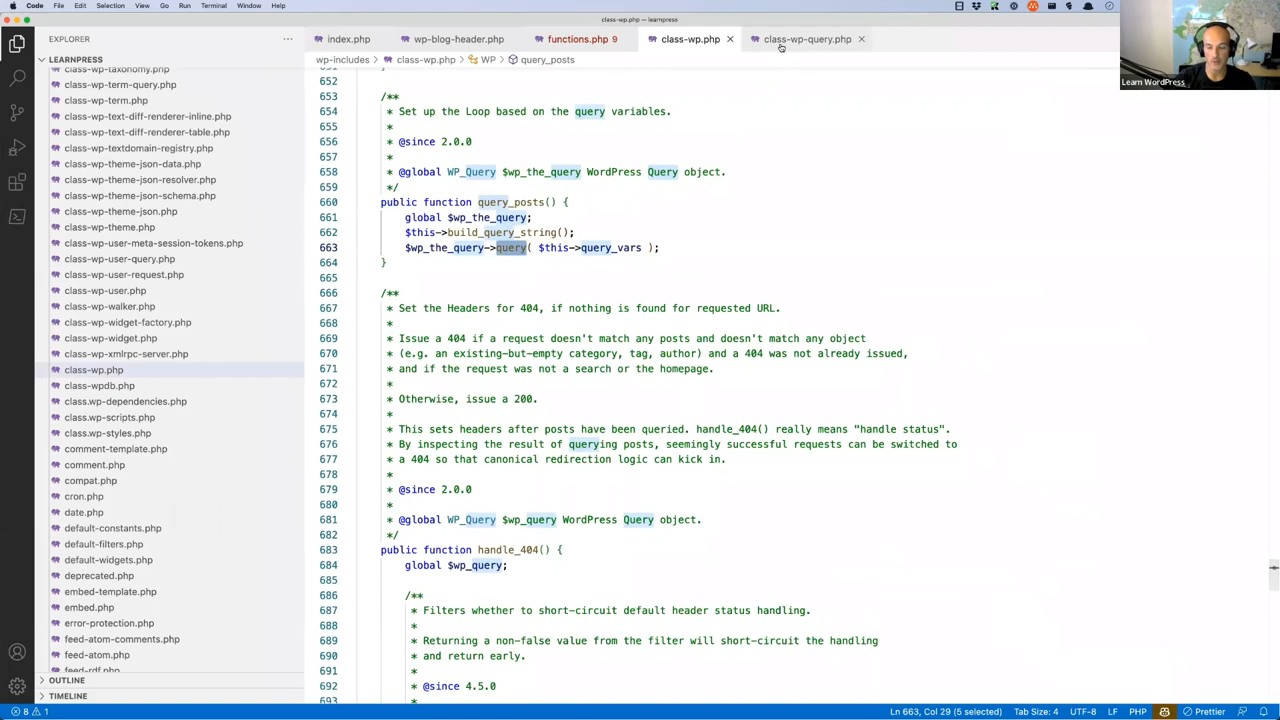 Code File Edit Selection View Go Run Terminal Window Help
class-wp.php — learnpress
EXPLORER
LEARNPRESS
class-wp-taxonomy.php
class-wp-term-query.php
class-wp-term.php
class-wp-text-diff-renderer-inline.php
class-wp-text-diff-renderer-table.php
class-wp-textdomain-registry.php
class-wp-theme-json-data.php
class-wp-theme-json-resolver.php
class-wp-theme-json-schema.php
class-wp-theme-json.php
class-wp-theme.php
class-wp-user-meta-session-tokens.php
class-wp-user-query.php
class-wp-user-request.php
class-wp-user.php
class-wp-walker.php
class-wp-widget-factory.php
class-wp-widget.php
class-wp-xmlrpc-server.php
class-wp.php
class-wpdb.php
class.wp-dependencies.php
class.wp-scripts.php
class.wp-styles.php
comment-template.php
comment.php
compat.php
cron.php
date.php
default-constants.php
default-filters.php
default-widgets.php
deprecated.php
embed-template.php
embed.php
error-protection.php
feed-atom-comments.php
feed-atom.php
feed-rdf.php
OUTLINE
TIMELINE
index.php wp-blog-header.php functions.php 9 class-wp.php class-wp-query.php
wp-includes > class-wp.php > WP > query_posts
Learn WordPress
651 }
652
653 /**
654 * Set up the Loop based on the query variables.
655 *
656 * @since 2.0.0
657 *
658 * @global WP_Query $wp_the_query WordPress Query object.
659 */
660 public function query_posts() {
661 global $wp_the_query;
662 $this->build_query_string();
663 $wp_the_query->query( $this->query_vars );
664 }
665
666 /**
667 * Set the Headers for 404, if nothing is found for requested URL.
668 *
669 * Issue a 404 if a request doesn't match any posts and doesn't match any object
670 * (e.g. an existing-but-empty category, tag, author) and a 404 was not already issued,
671 * and if the request was not a search or the homepage.
672 *
673 * Otherwise, issue a 200.
674 *
675 * This sets headers after posts have been queried. handle_404() really means "handle status".
676 * By inspecting the result of querying posts, seemingly successful requests can be switched to
677 * a 404 so that canonical redirection logic can kick in.
678 *
679 * @since 2.0.0
680 *
681 * @global WP_Query $wp_query WordPress Query object.
682 */
683 public function handle_404() {
684 global $wp_query;
685
686 /**
687 * Filters whether to short-circuit default header status handling.
688 *
689 * Returning a non-false value from the filter will short-circuit the handling
690 * and return early.
691 *
692 * @since 4.5.0
693 *
8 1 Ln 663, Col 29 (5 selected) Tab Size: 4 UTF-8 LF PHP Prettier